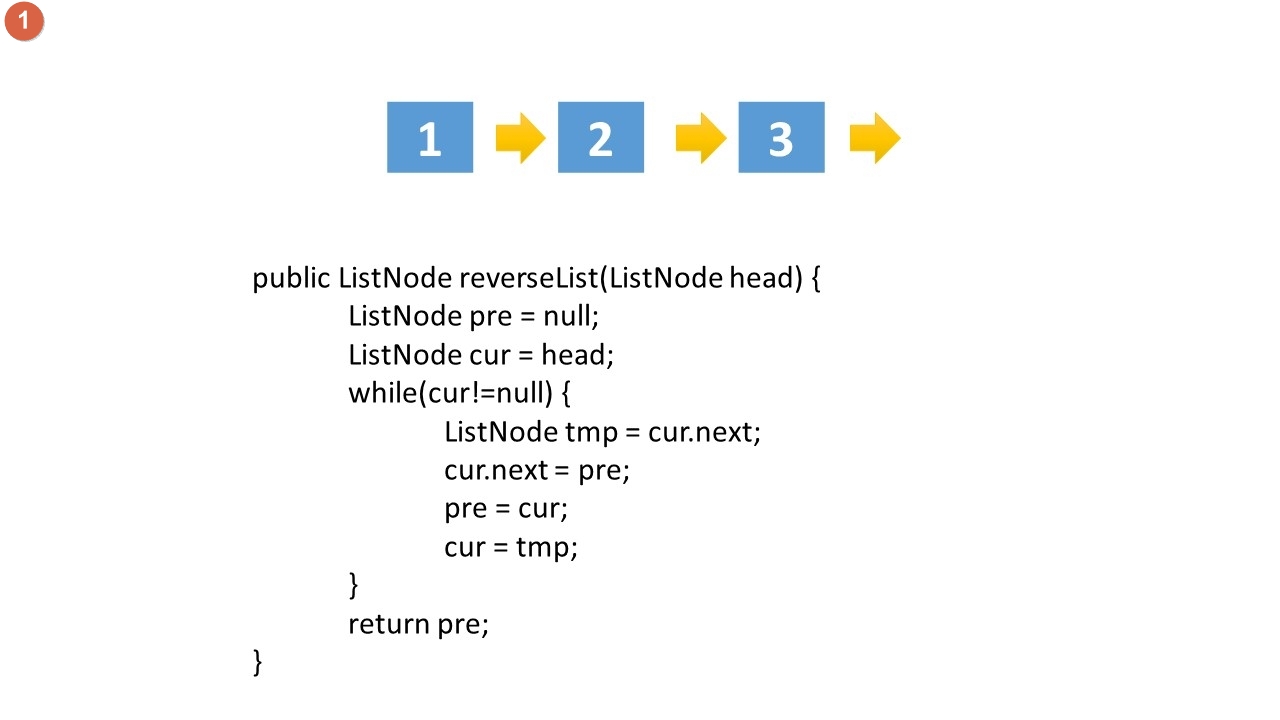 1
1 2 3
public ListNode reverseList(ListNode head) {
ListNode pre = null;
ListNode cur = head;
while(cur!=null) {
ListNode tmp = cur.next;
cur.next = pre;
pre = cur;
cur = tmp;
}
return pre;
}